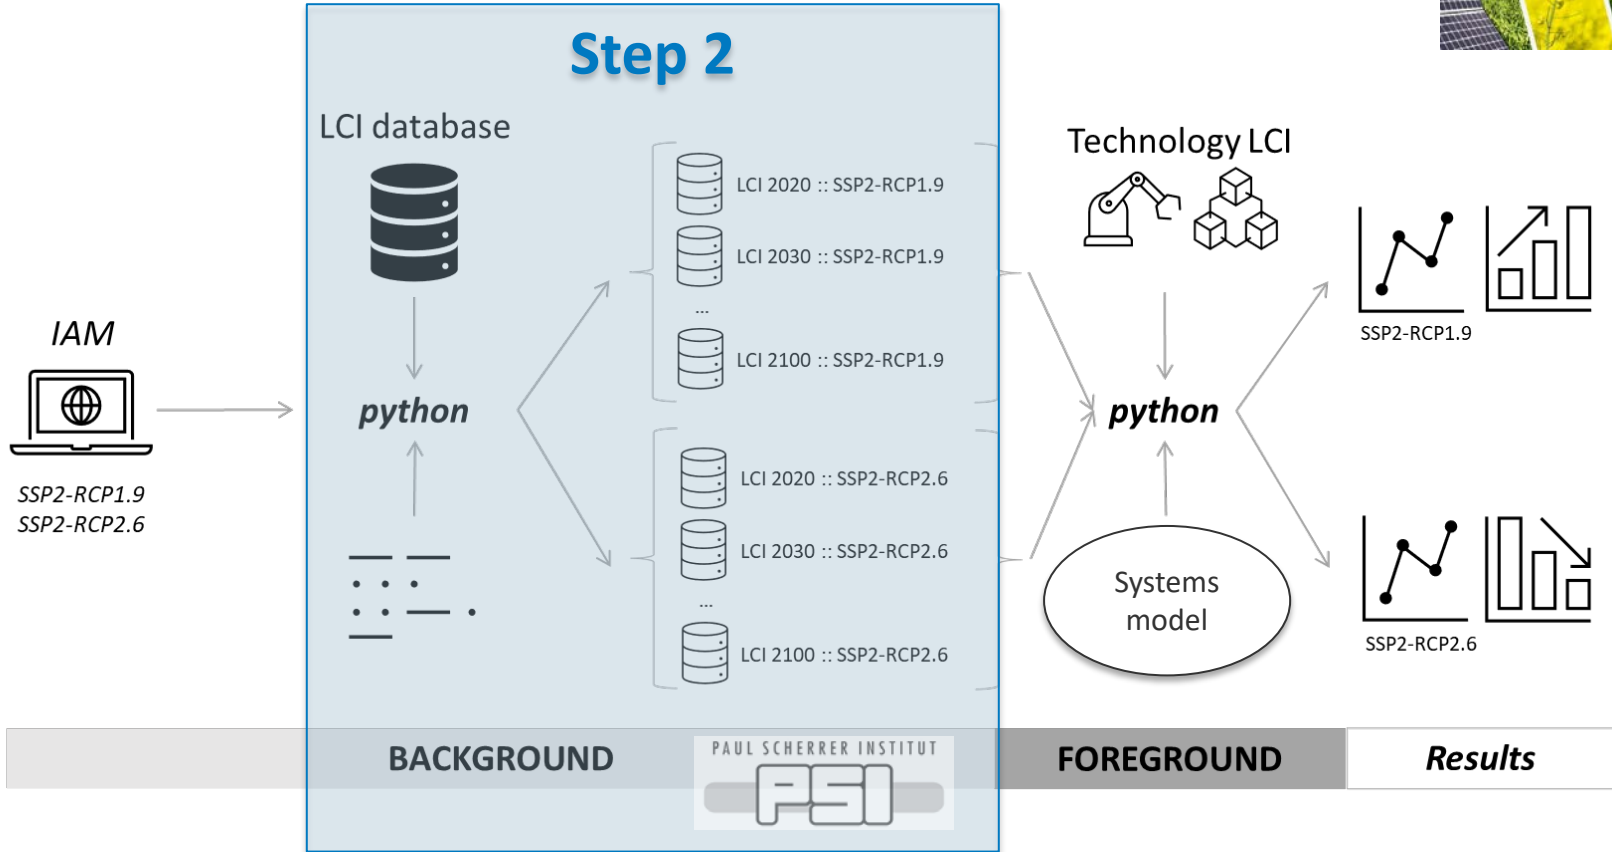 Step 2
LCI database
Technology LCI
LCI 2020 :: SSP2-RCP1.9
LCI 2030 :: SSP2-RCP1.9
...
LCI 2100 :: SSP2-RCP1.9
IAM
SSP2-RCP1.9
SSP2-RCP2.6
python
python
SSP2-RCP1.9
LCI 2020 :: SSP2-RCP2.6
LCI 2030 :: SSP2-RCP2.6
...
LCI 2100 :: SSP2-RCP2.6
Systems
model
SSP2-RCP2.6
BACKGROUND
PAUL SCHERRER INSTITUT
PSI
FOREGROUND
Results